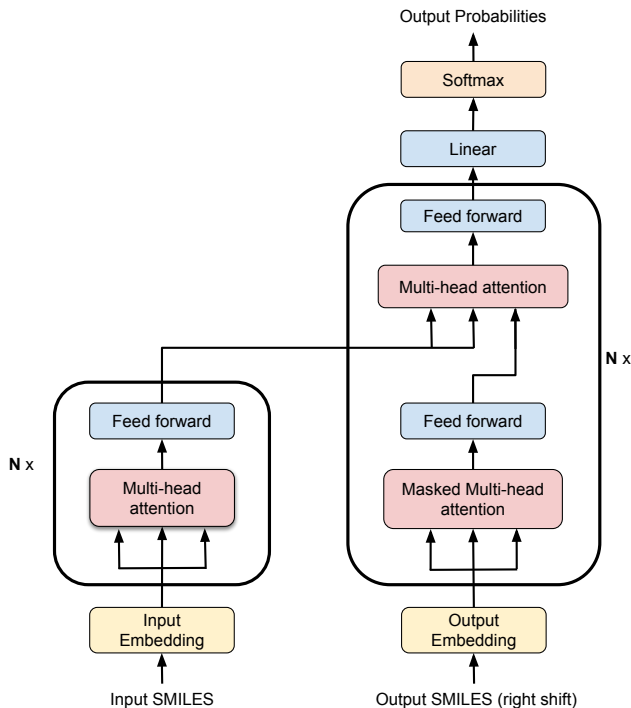 Output Probabilities
Softmax
Linear
Feed forward
Multi-head attention
N x
Feed forward
Feed forward
N x
Multi-head
attention
Masked Multi-head
attention
Input
Embedding
Output
Embedding
Input SMILES
Output SMILES (right shift)